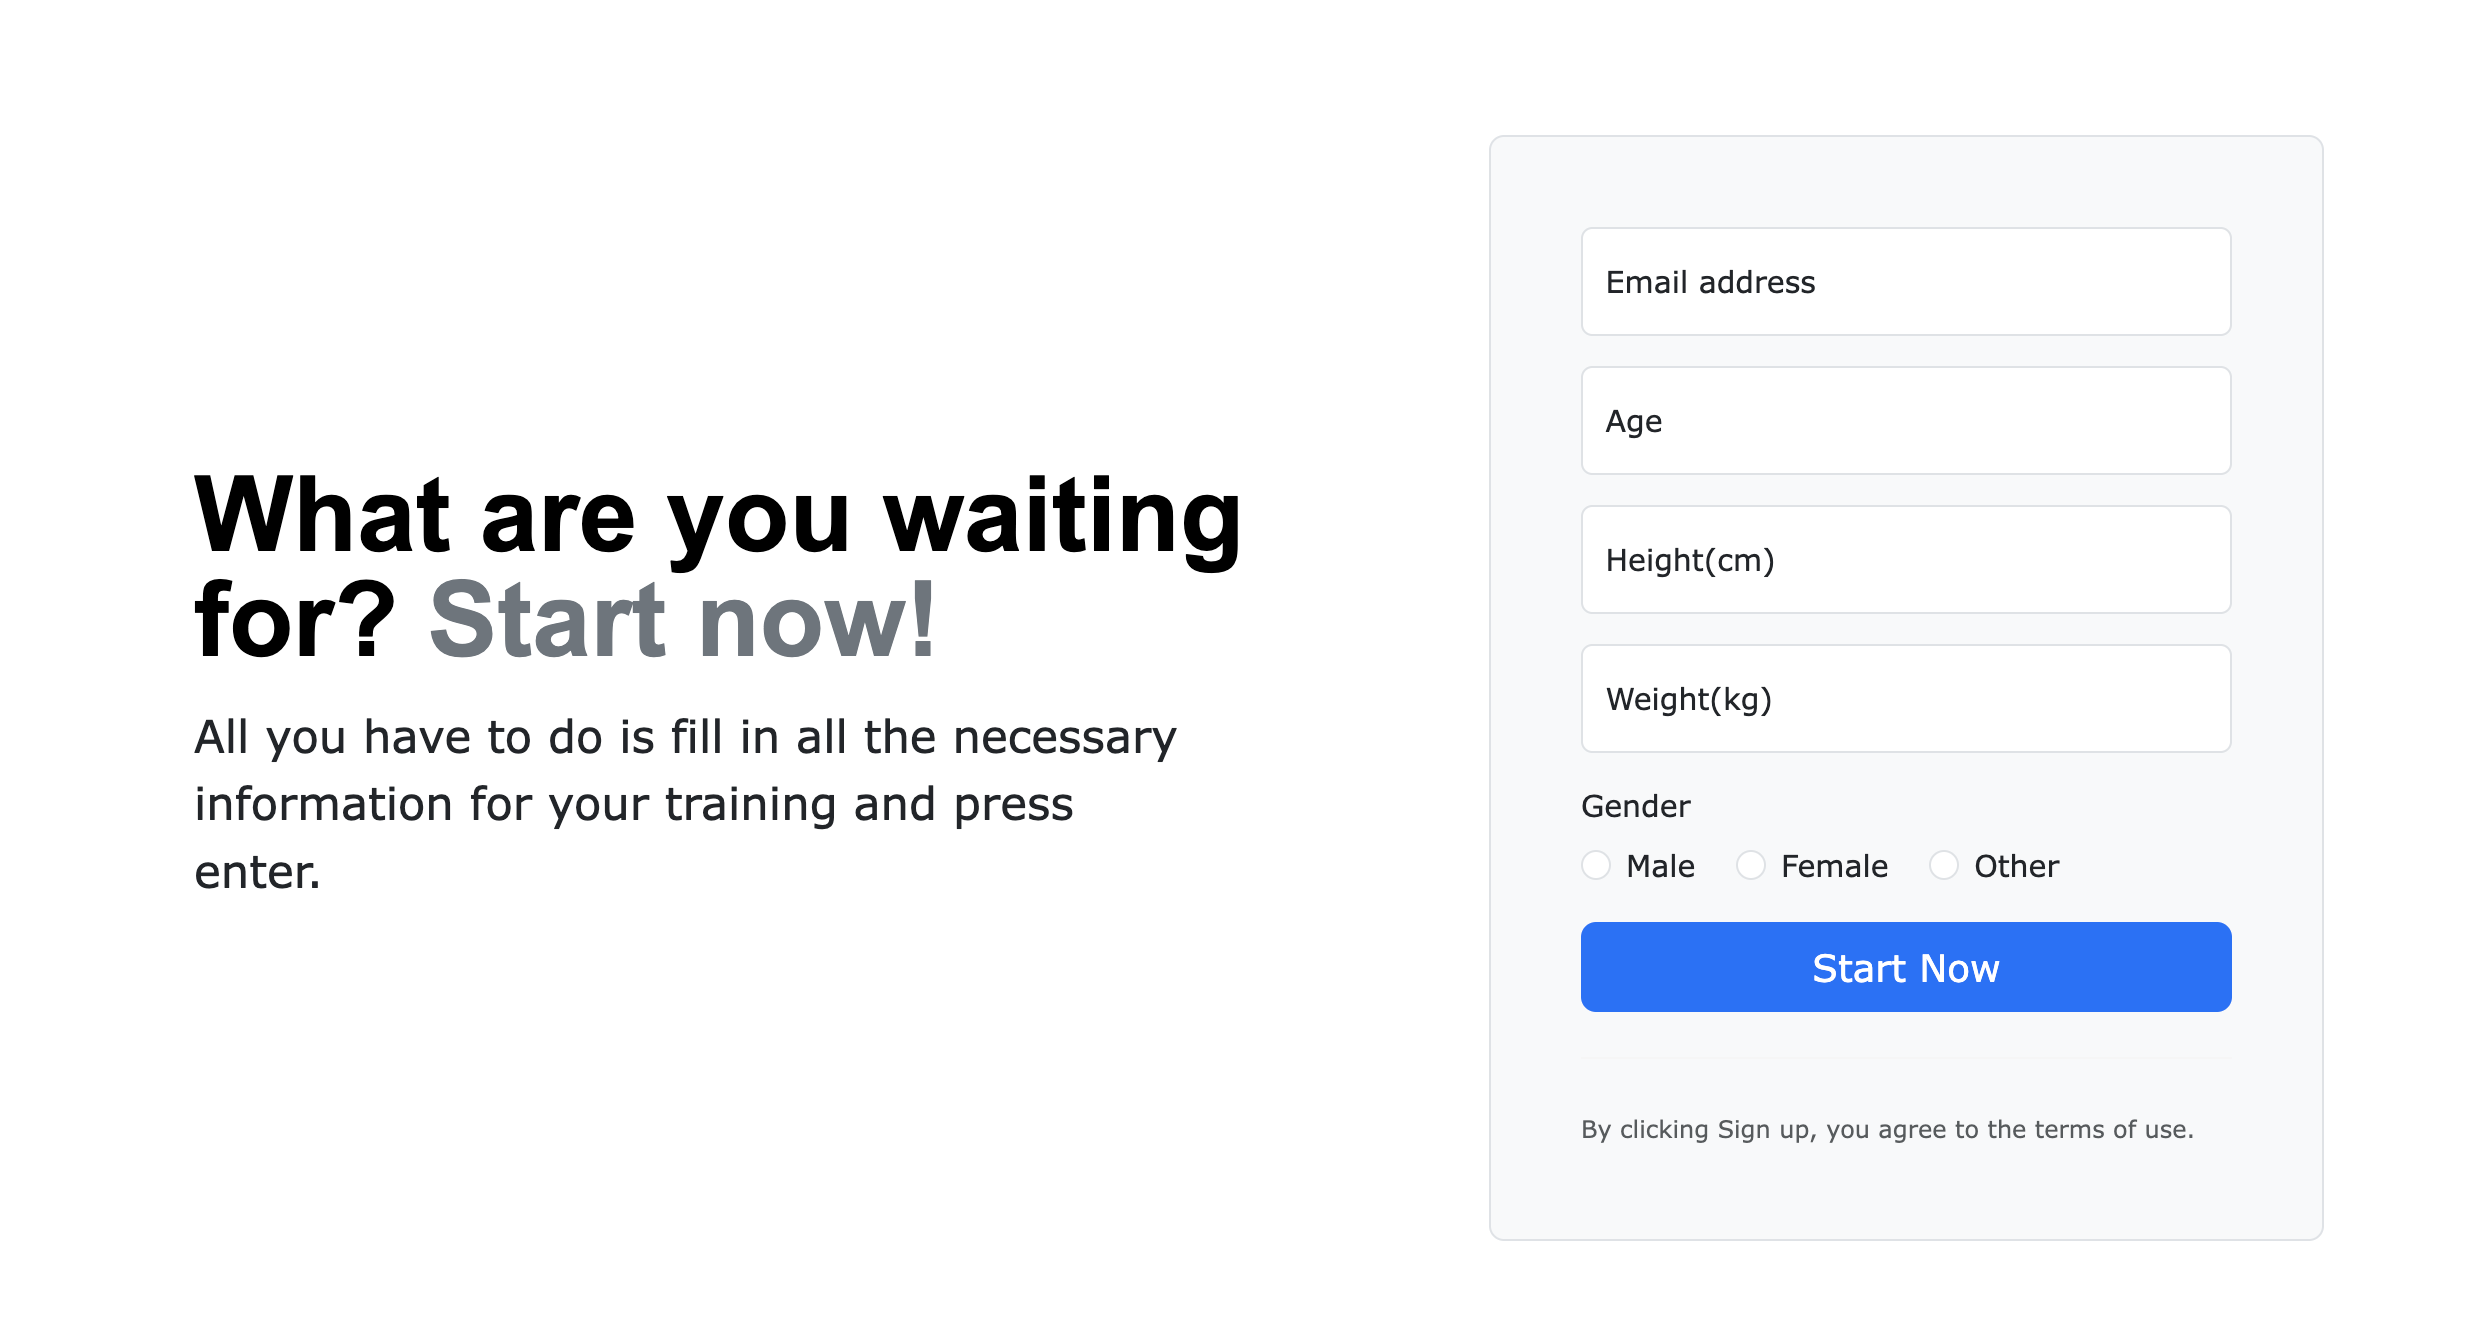 What are you waiting
for? Start now!
All you have to do is fill in all the necessary
information for your training and press
enter.
Email address
Age
Height(cm)
Weight(kg)
Gender
Male Female Other
Start Now
By clicking Sign up, you agree to the terms of use.